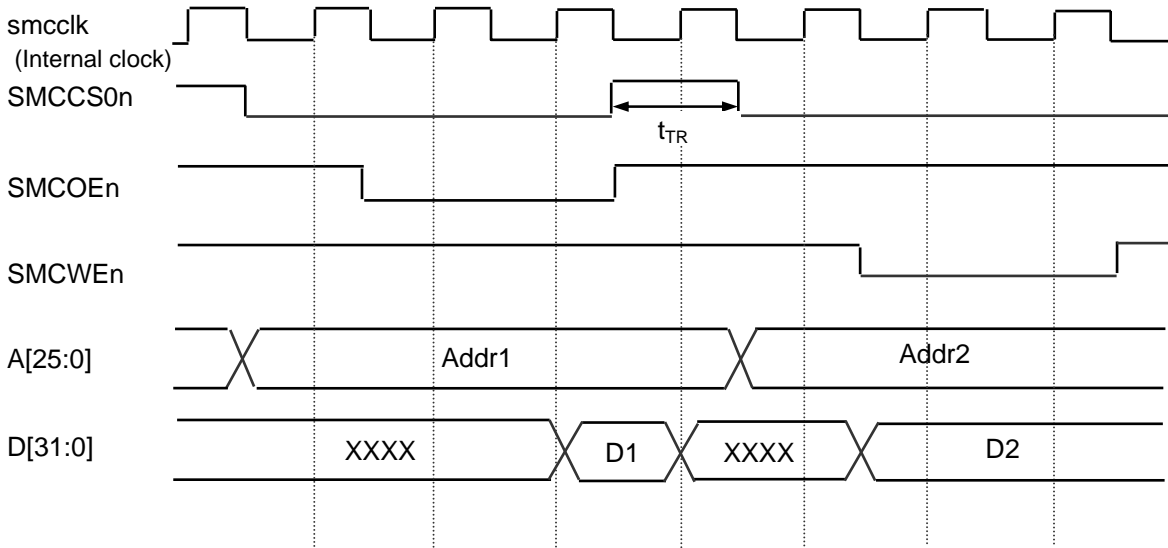 smcclk
(Internal clock)
SMCCS0n
tTR
SMCOEn
SMCWEn
A[25:0]
Addr1
Addr2
D[31:0]
XXXX
D1
XXXX
D2